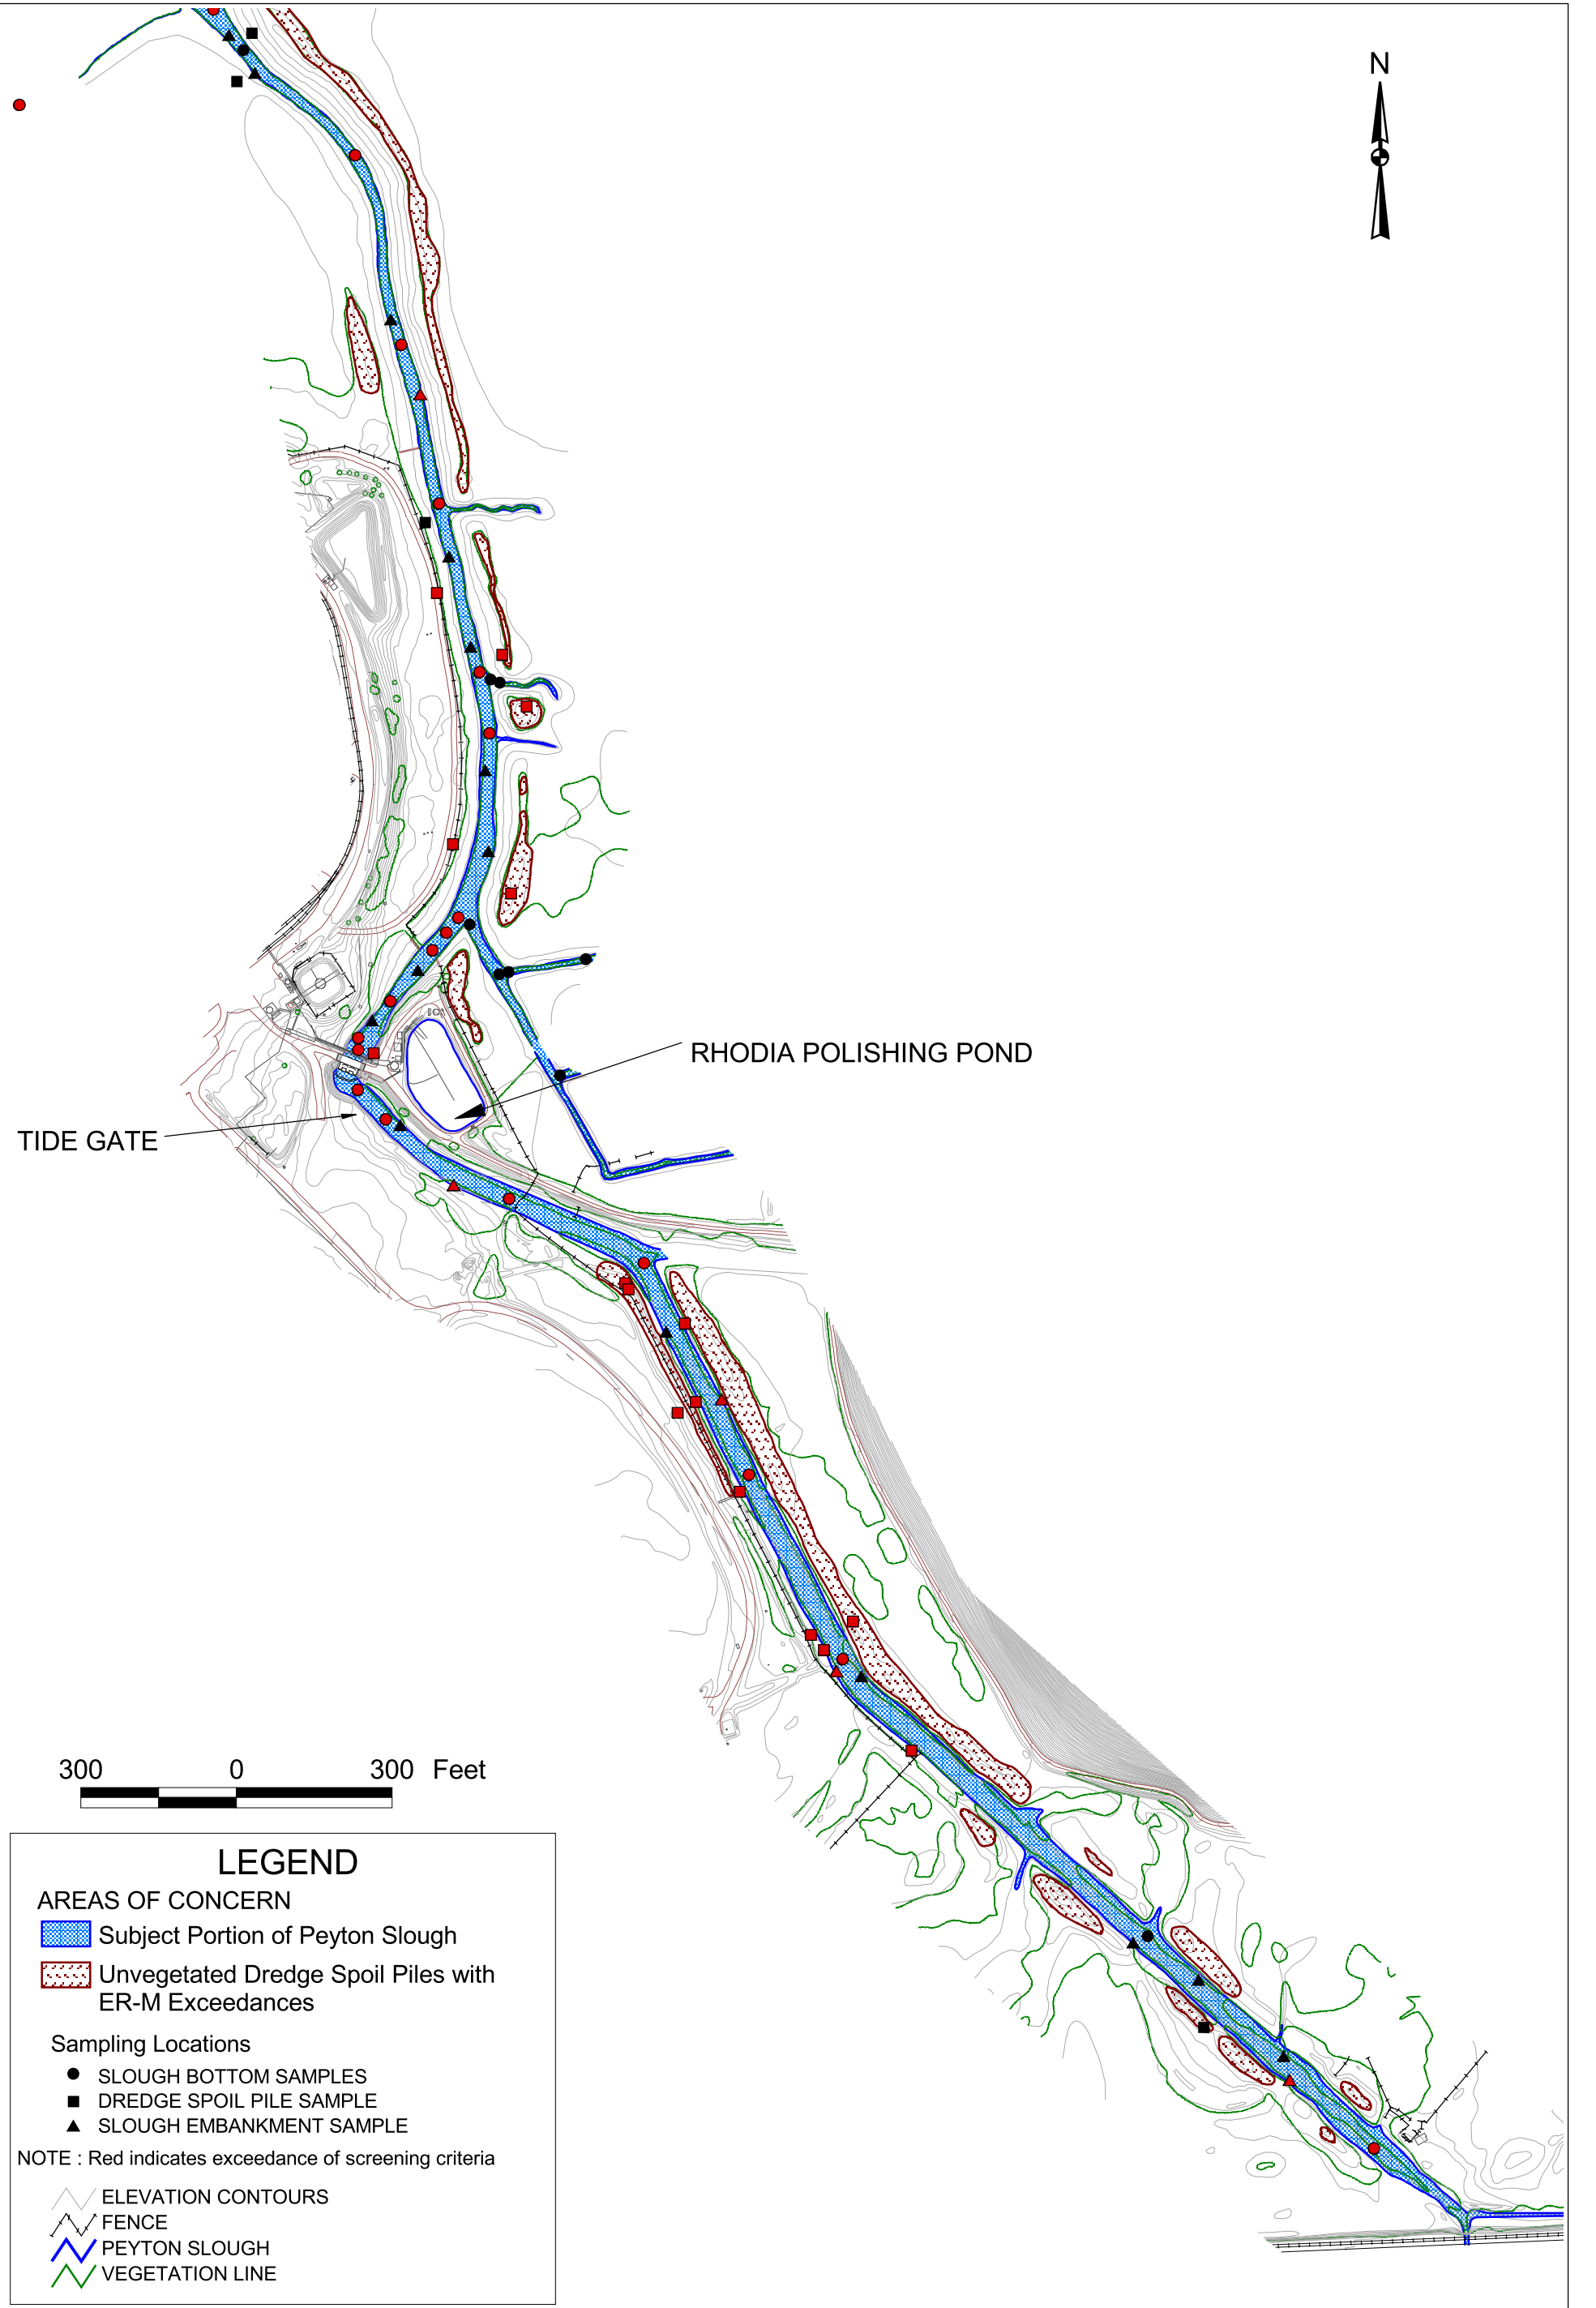 N
RHODIA POLISHING POND
TIDE GATE
300 0 300 Feet
LEGEND
AREAS OF CONCERN
Subject Portion of Peyton Slough
Unvegetated Dredge Spoil Piles with
ER-M Exceedances
Sampling Locations
SLOUGH BOTTOM SAMPLES
DREDGE SPOIL PILE SAMPLE
SLOUGH EMBANKMENT SAMPLE
NOTE : Red indicates exceedance of screening criteria
ELEVATION CONTOURS
FENCE
PEYTON SLOUGH
VEGETATION LINE